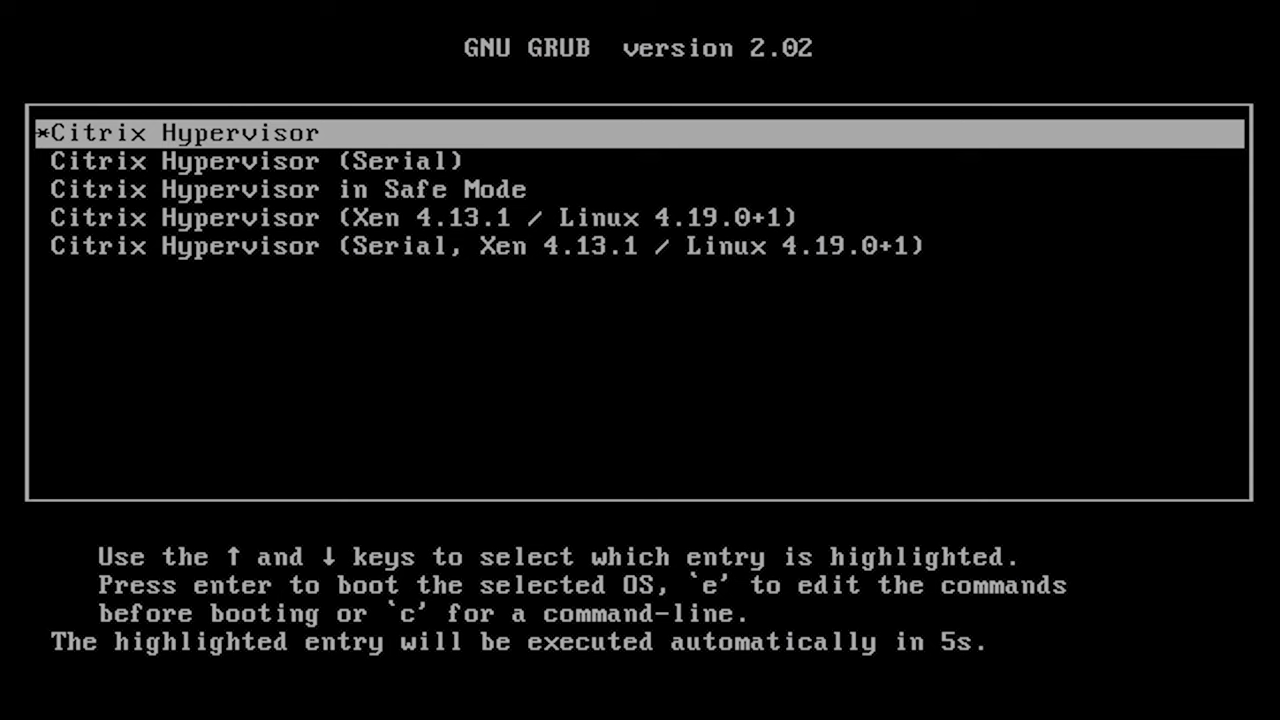 GNU GRUB  version 2.02
*Citrix Hypervisor
Citrix Hypervisor (Serial)
Citrix Hypervisor in Safe Mode
Citrix Hypervisor (Xen 4.13.1 / Linux 4.19.0+1)
Citrix Hypervisor (Serial, Xen 4.13.1 / Linux 4.19.0+1)
Use the ↑ and ↓ keys to select which entry is highlighted.
Press enter to boot the selected OS, `e' to edit the commands
before booting or `c' for a command-line.
The highlighted entry will be executed automatically in 5s.